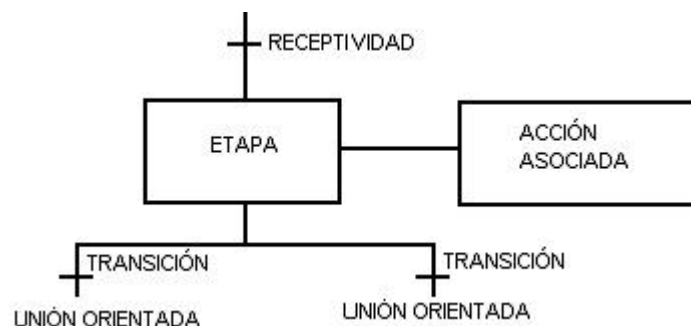 RECEPTIVIDAD
ETAPA
ACCIÓN
ASOCIADA
TRANSICIÓN
TRANSICIÓN
UNIÓN ORIENTADA
UNIÓN ORIENTADA